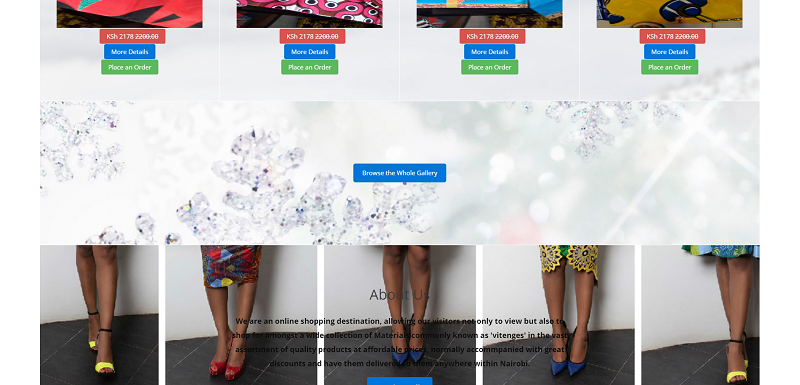 KSh 2178 2200.00 KSh 2178 2200.00 KSh 2178 2200.00 KSh 2178 2200.00
More Details More Details More Details More Details
Place an Order Place an Order Place an Order Place an Order
Browse the Whole Gallery
About Us
We are an online shopping destination, allowing our visitors not only to view but also to
shop for amongst a wide collection of Materials commonly known as 'vitenges' in the vast
assortment of quality products at affordable prices, normally accommpanied with great
discounts and have them delivered to them anywhere within Nairobi.